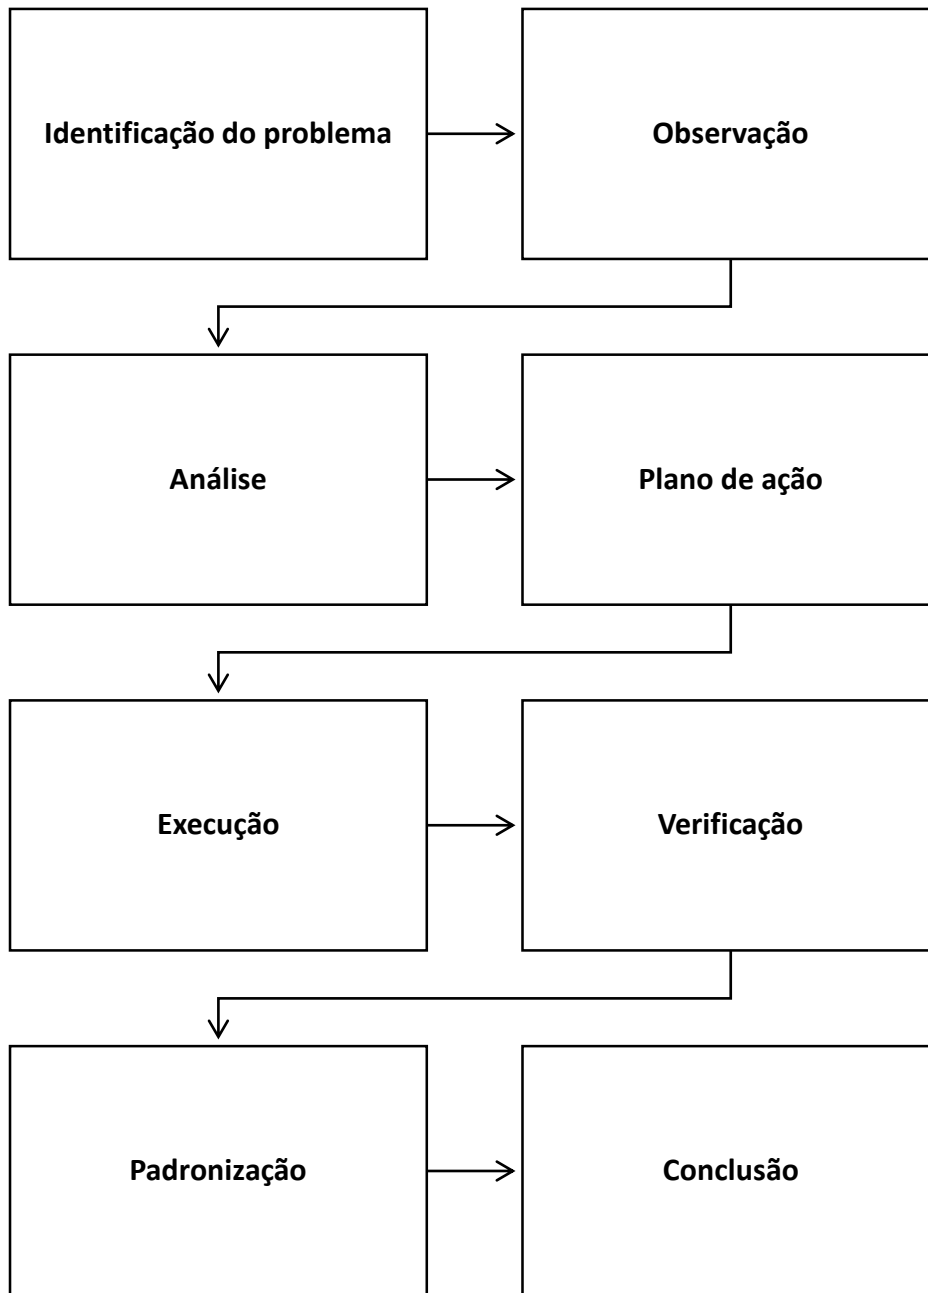 Identificação do problema
Observação
Análise
Plano de ação
Execução
Verificação
Padronização
Conclusão